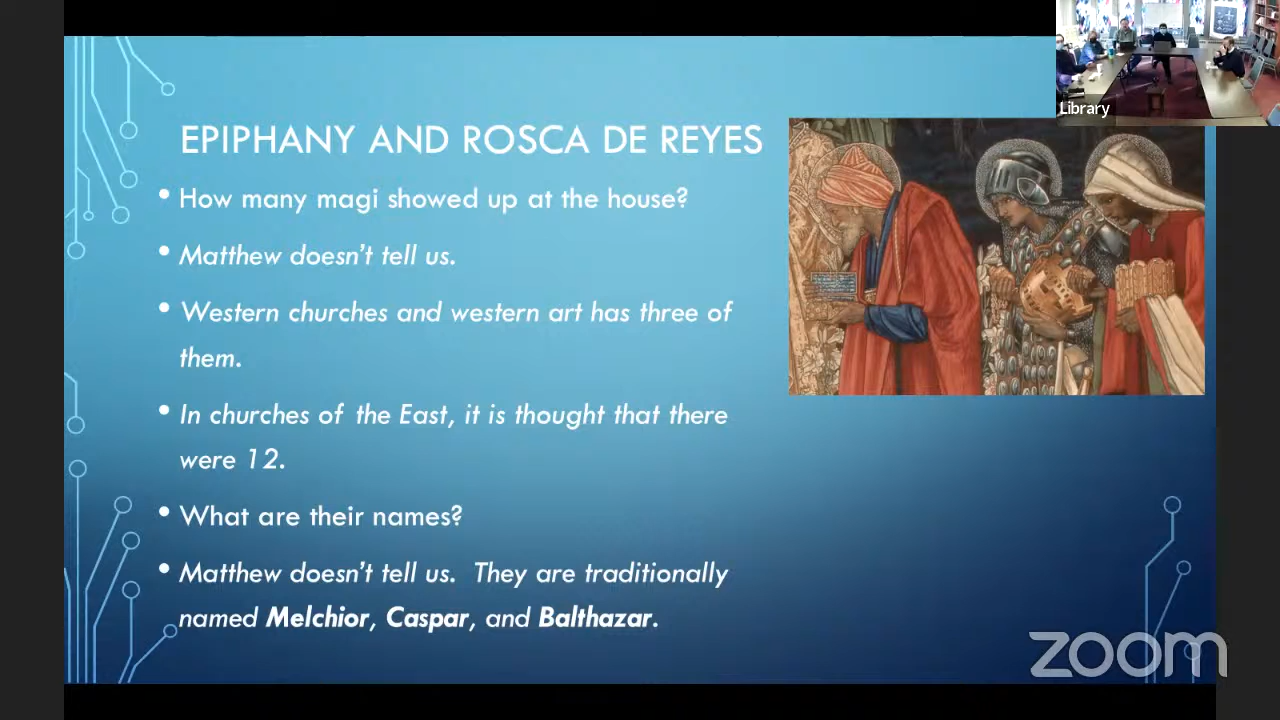 Library
EPIPHANY AND ROSCA DE REYES
• How many magi showed up at the house?
• Matthew doesn't tell us.
• Western churches and western art has three of
them.
• In churches of the East, it is thought that there
were 12.
• What are their names?
• Matthew doesn't tell us. They are traditionally
named Melchior, Caspar, and Balthazar.
zoom